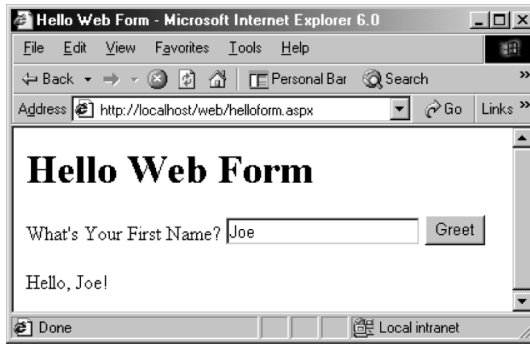 Hello Web Form - Microsoft Internet Explorer 6.0
File Edit View Favorites Tools Help
Back Personal Bar Search »
Address http://localhost/web/helloform.aspx Go Links »
Hello Web Form
What's Your First Name? Joe Greet
Hello, Joe!
Done Local intranet